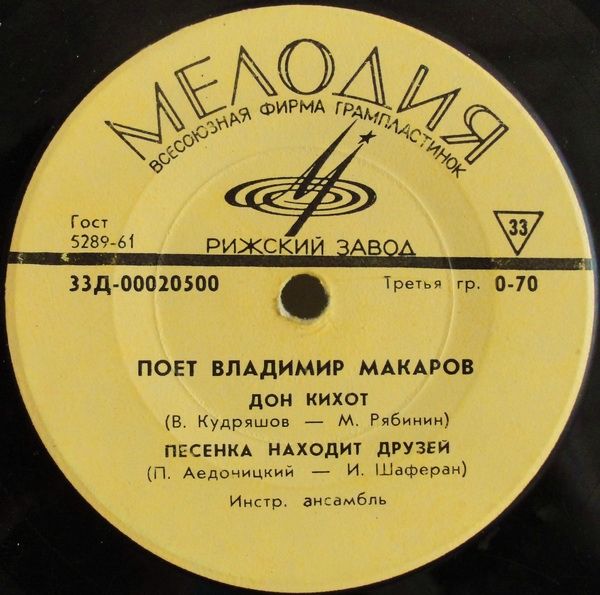 МЕЛОДИЯ
ВСЕСОЮЗНАЯ ФИРМА ГРАМПЛАСТИНОК
Гост
5289-61
33
РИЖСКИЙ ЗАВОД
33Д-00020500
Третья гр. 0-70
ПОЕТ ВЛАДИМИР МАКАРОВ
ДОН КИХОТ
(В. Кудряшов — М. Рябинин)
ПЕСЕНКА НАХОДИТ ДРУЗЕЙ
(П. Аедоницкий — И. Шаферан)
Инстр. ансамбль